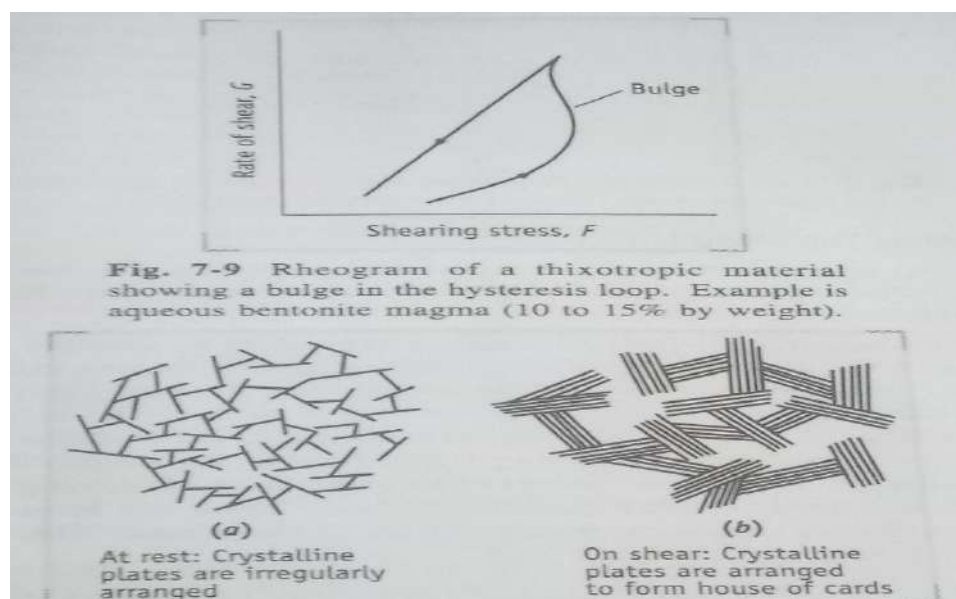 Rate of shear, G
Bulge
Shearing stress, F
Fig. 7-9 Rheogram of a thixotropic material
showing a bulge in the hysteresis loop. Example is
aqueous bentonite magma (10 to 15% by weight).
(a)
At rest: Crystalline
plates are irregularly
arranged
(b)
On shear: Crystalline
plates are arranged
to form house of cards